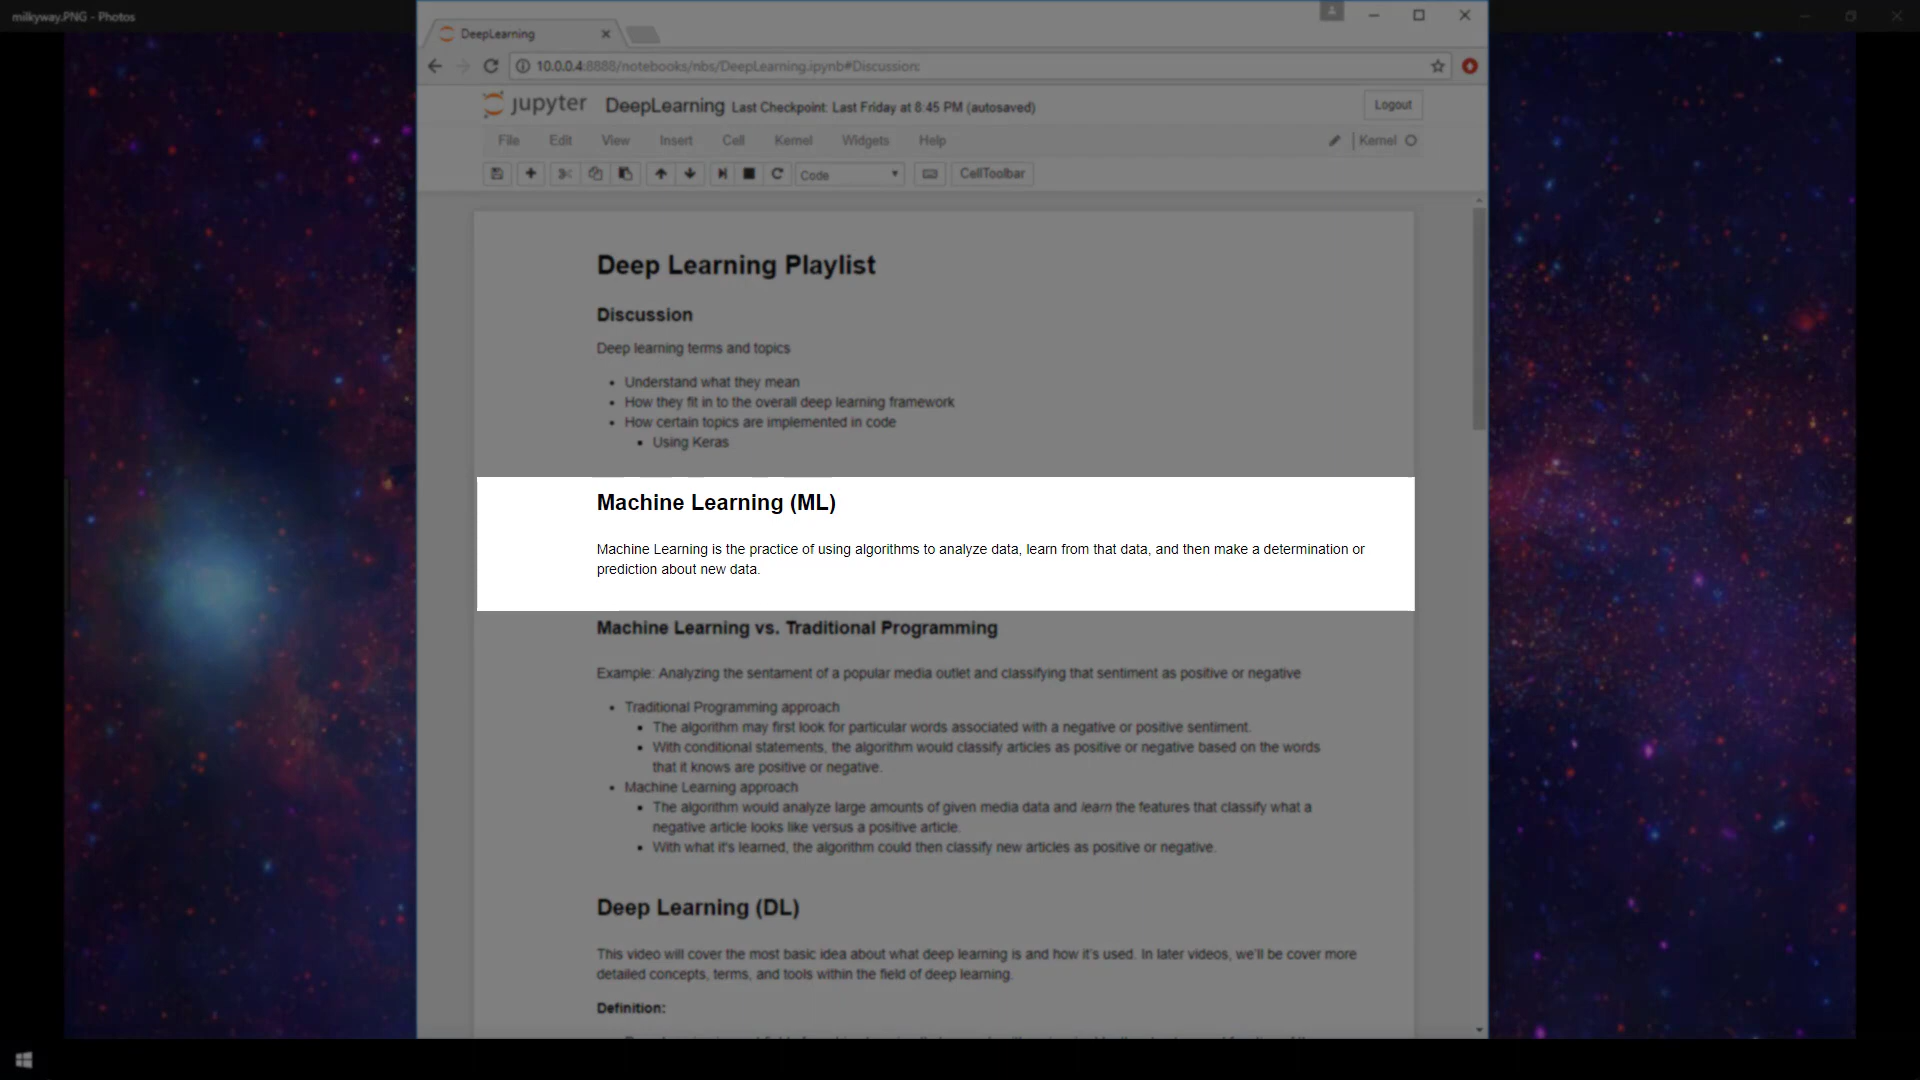 milkyway.PNG - Photos
DeepLearning
10.0.0.4:8888/notebooks/nbs/DeepLearning.ipynb#Discussion:
jupyter DeepLearning Last Checkpoint: Last Friday at 8:45 PM (autosaved)
Logout
File Edit View Insert Cell Kernel Widgets Help
Kernel
Code
CellToolbar
Deep Learning Playlist
Discussion
Deep learning terms and topics
• Understand what they mean
• How they fit in to the overall deep learning framework
• How certain topics are implemented in code
• Using Keras
Machine Learning (ML)
Machine Learning is the practice of using algorithms to analyze data, learn from that data, and then make a determination or
prediction about new data.
Machine Learning vs. Traditional Programming
Example: Analyzing the sentament of a popular media outlet and classifying that sentiment as positive or negative
• Traditional Programming approach
• The algorithm may first look for particular words associated with a negative or positive sentiment.
• With conditional statements, the algorithm would classify articles as positive or negative based on the words
that it knows are positive or negative.
• Machine Learning approach
• The algorithm would analyze large amounts of given media data and learn the features that classify what a
negative article looks like versus a positive article.
• With what it's learned, the algorithm could then classify new articles as positive or negative.
Deep Learning (DL)
This video will cover the most basic idea about what deep learning is and how it's used. In later videos, we'll be cover more
detailed concepts, terms, and tools within the field of deep learning.
Definition: